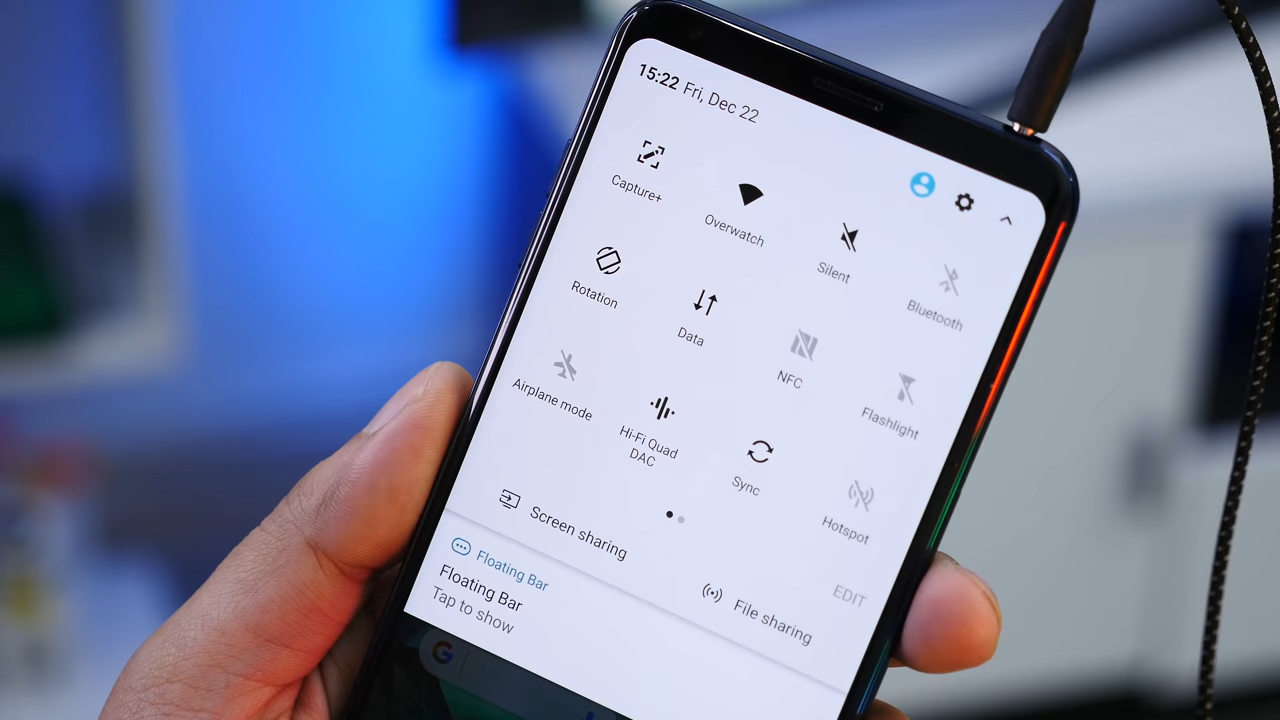 15:22 Fri, Dec 22
Capture+
Overwatch
Silent
Bluetooth
Rotation
Data
NFC
Flashlight
Airplane mode
Hi-Fi Quad
DAC
Sync
Hotspot
Screen sharing
File sharing
EDIT
Floating Bar
Floating Bar
Tap to show
G